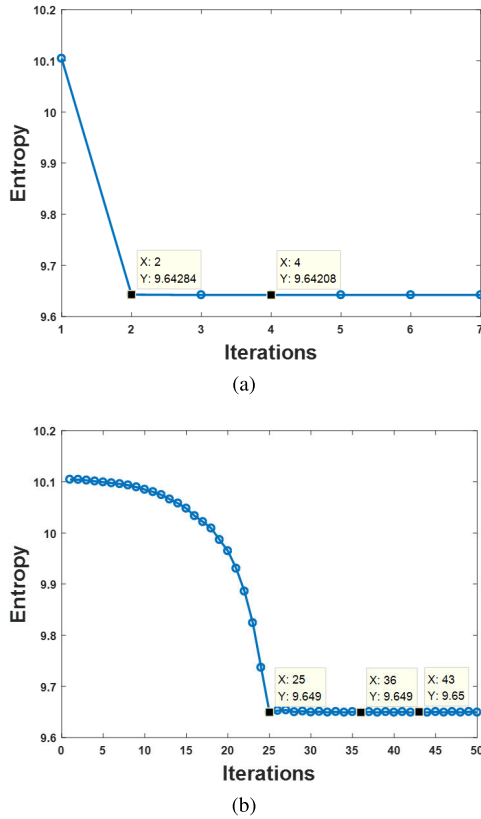 10.2
10.1
10
9.9
9.8
9.7
9.6
Entropy
X: 2
Y: 9.64284
X: 4
Y: 9.64208
1 2 3 4 5 6 7
Iterations
(a)
10.2
10.1
10
9.9
9.8
9.7
9.6
Entropy
X: 25
Y: 9.649
X: 36
Y: 9.649
X: 43
Y: 9.65
0 5 10 15 20 25 30 35 40 45 50
Iterations
(b)